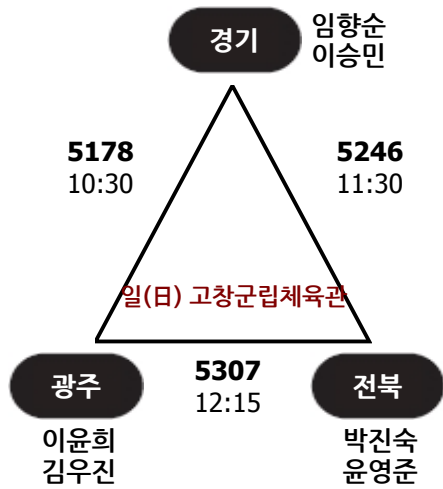 경기
임향순
이승민
5178
10:30
5246
11:30
일(日) 고창군립체육관
광주
5307
12:15
전북
이윤희
김우진
박진숙
윤영준